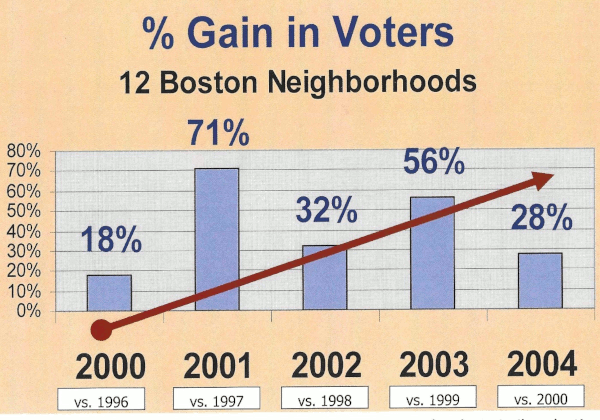 % Gain in Voters
12 Boston Neighborhoods
80%
70%
60%
50%
40%
30%
20%
10%
0%
18%
71%
32%
56%
28%
2000
2001
2002
2003
2004
vs. 1996
vs. 1997
vs. 1998
vs. 1999
vs. 2000